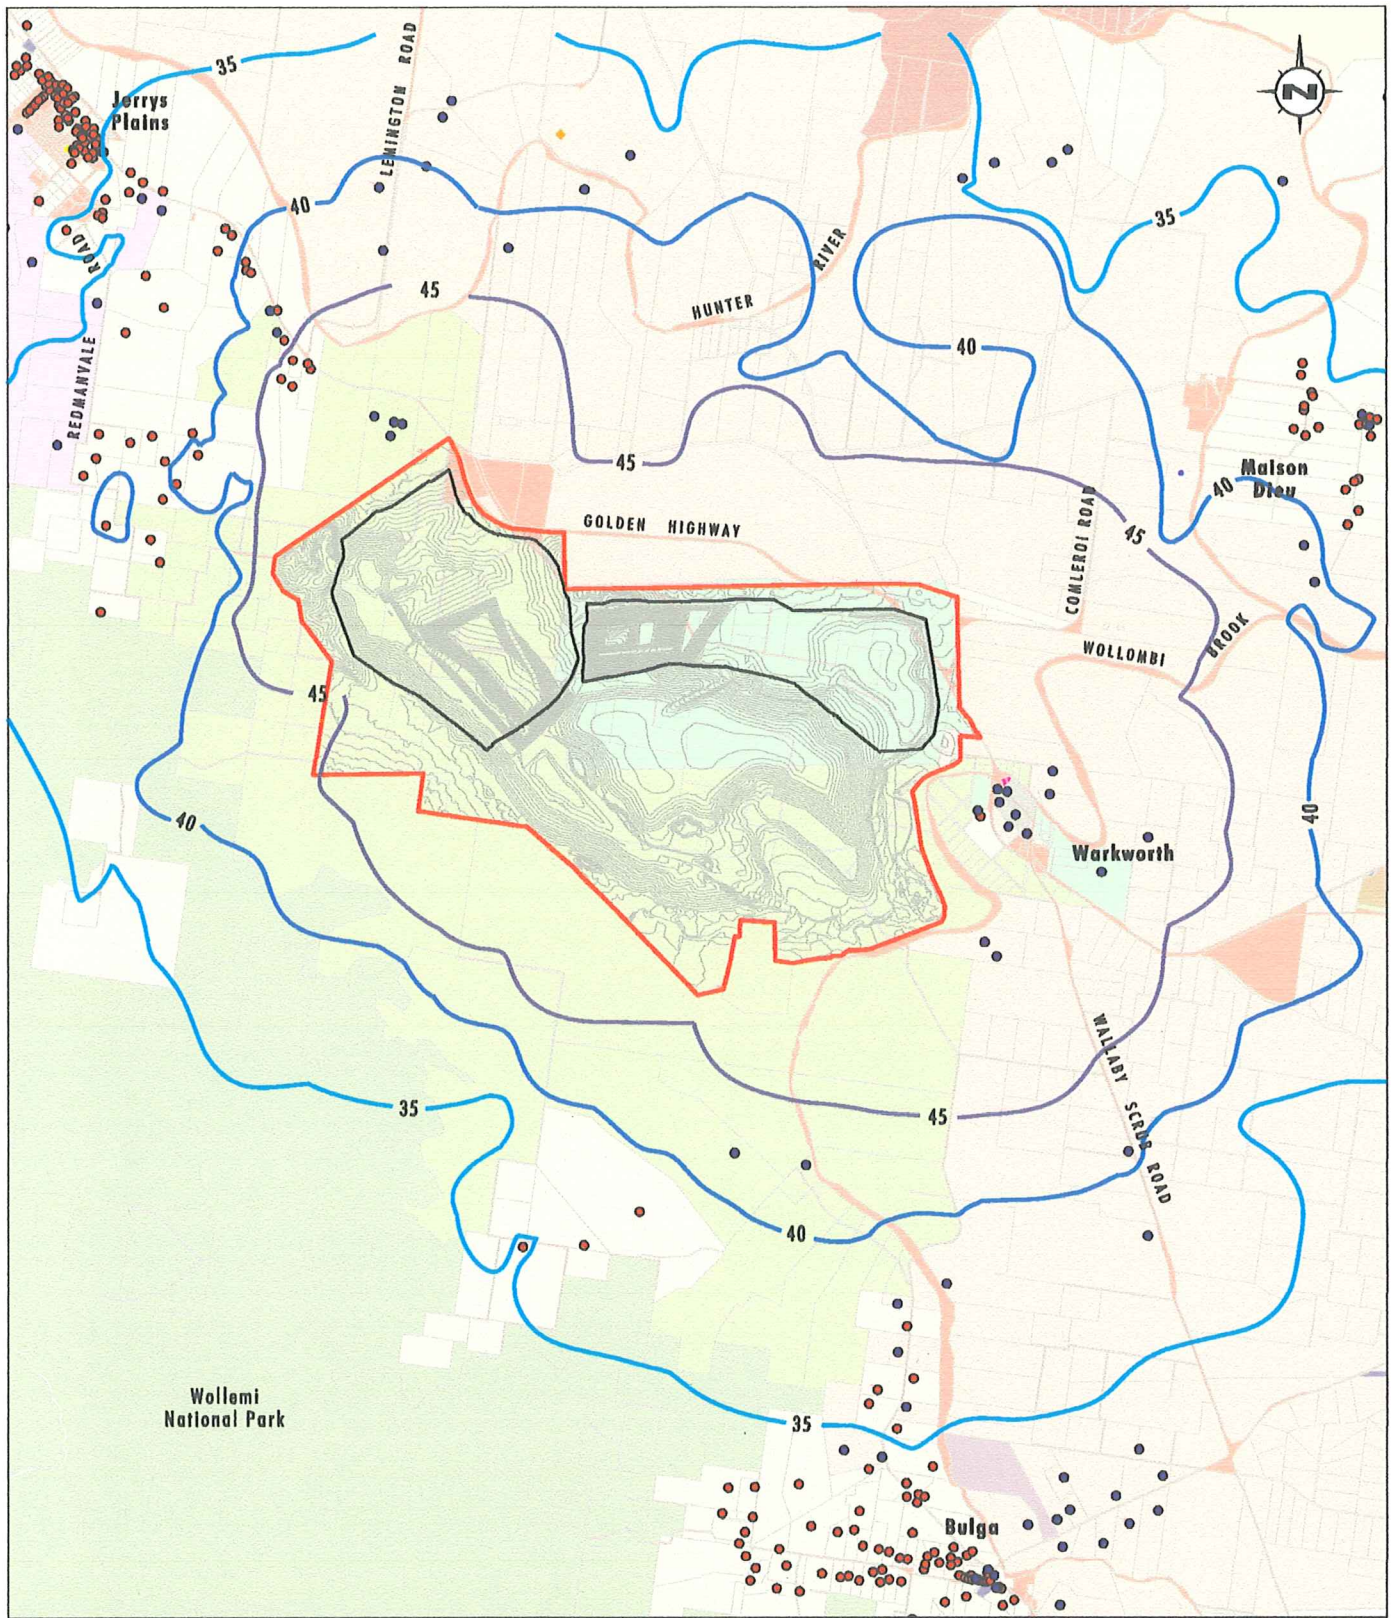 35
LEMINGTON ROAD
Jerrys
Plains
N
40
35
ROAD
RIVER
45
HUNTER
40
REDMANVALE
45
Maison
Dieu
40
COMLEROI ROAD
GOLDEN HIGHWAY
45
BROOK
WOLLOMBI
45
40
40
Warkworth
WALLABY SCRUB ROAD
35
45
40
Wollemi
National Park
35
Bulga